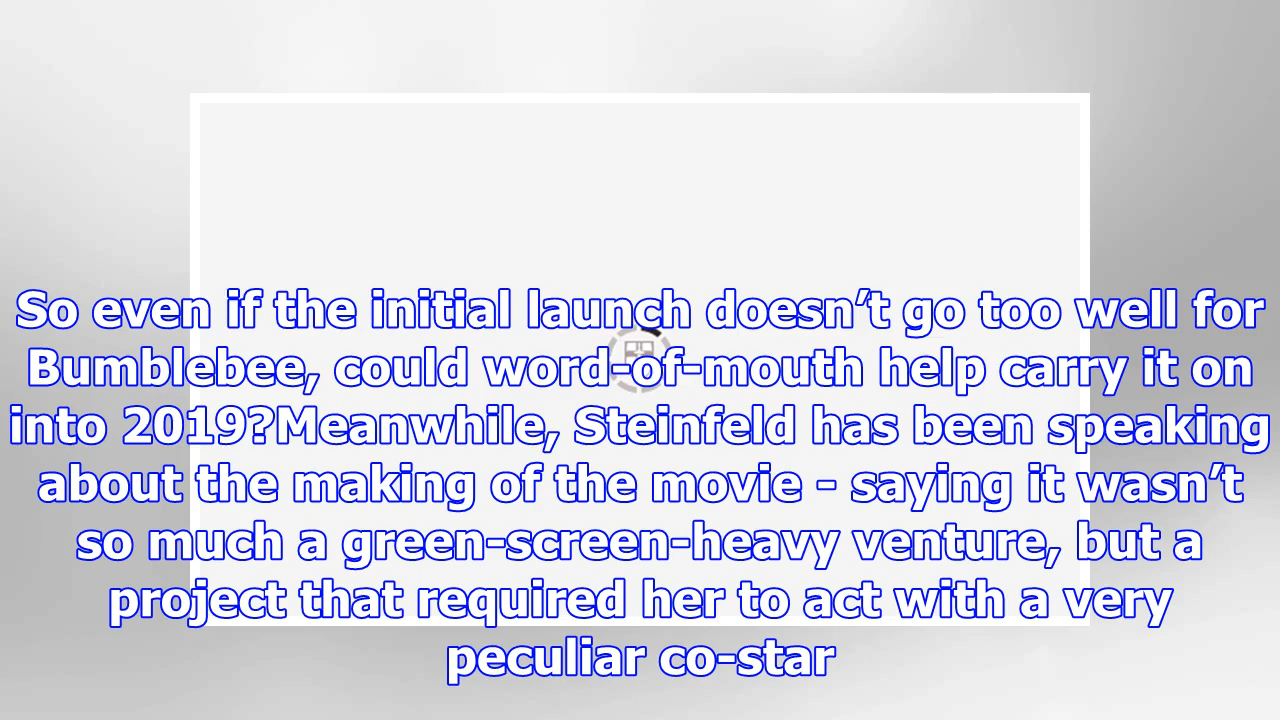 So even if the initial launch doesn’t go too well for
Bumblebee, could word-of-mouth help carry it on
into 2019?Meanwhile, Steinfeld has been speaking
about the making of the movie - saying it wasn’t
so much a green-screen-heavy venture, but a
project that required her to act with a very
peculiar co-star